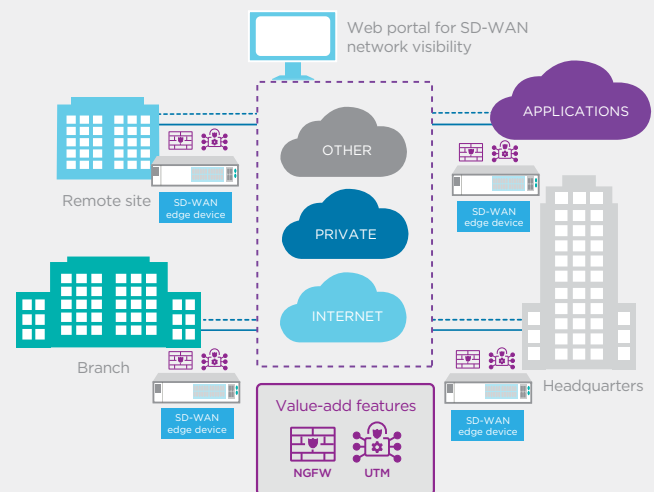 Web portal for SD-WAN
network visibility
APPLICATIONS
OTHER
Remote site
SD-WAN
edge device
SD-WAN
edge device
PRIVATE
INTERNET
Branch
Headquarters
SD-WAN
edge device
Value-add features
NGFW
UTM
SD-WAN
edge device